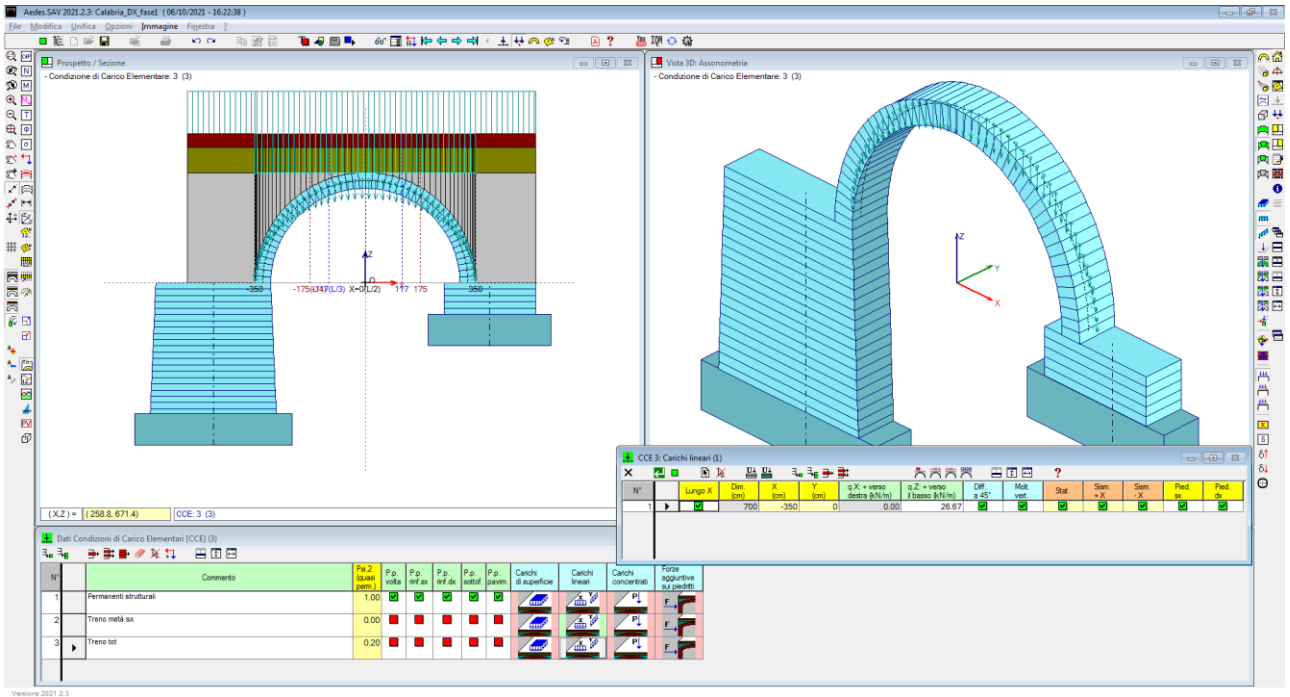 Aedes.SAV 2021.2.3: Calabria_DX_fase1 ( 06/10/2021 - 16:22:38 )
File Modifica Unifica Opzioni Immagine Finestra ?
Prospetto / Sezione
- Condizione di Carico Elementare: 3 (3)
Z
X=0(L/2)
-350
117 175
350
(X,Z) = ( 258.8, 671.4) CCE: 3 (3)
Vista 3D: Assonometria
- Condizione di Carico Elementare: 3 (3)
Z
Y
X
CCE 3: Carichi lineari (1)
N° Lungo X Dim. (cm) X (cm) Y (cm) q.X: + verso destra (kN/m) q.Z: + verso il basso (kN/m) Diff. a 45° Molt. vert. Stat. Sism. + X Sism. - X Pied. sx Pied. dx
1 700 -350 0 0.00 26.67
Dati Condizioni di Carico Elementari [CCE] (3)
N° Commento Psi,2 (quasi perm.) P.p. volta P.p. rinf.sx P.p. rinf.dx P.p. sottof. P.p. pavim. Carichi di superficie Carichi lineari Carichi concentrati Forze aggiuntive sui piedritti
1 Permanenti strutturali 1.00
2 Treno metà sx 0.00
3 Treno tot 0.20
Versione 2021.2.3